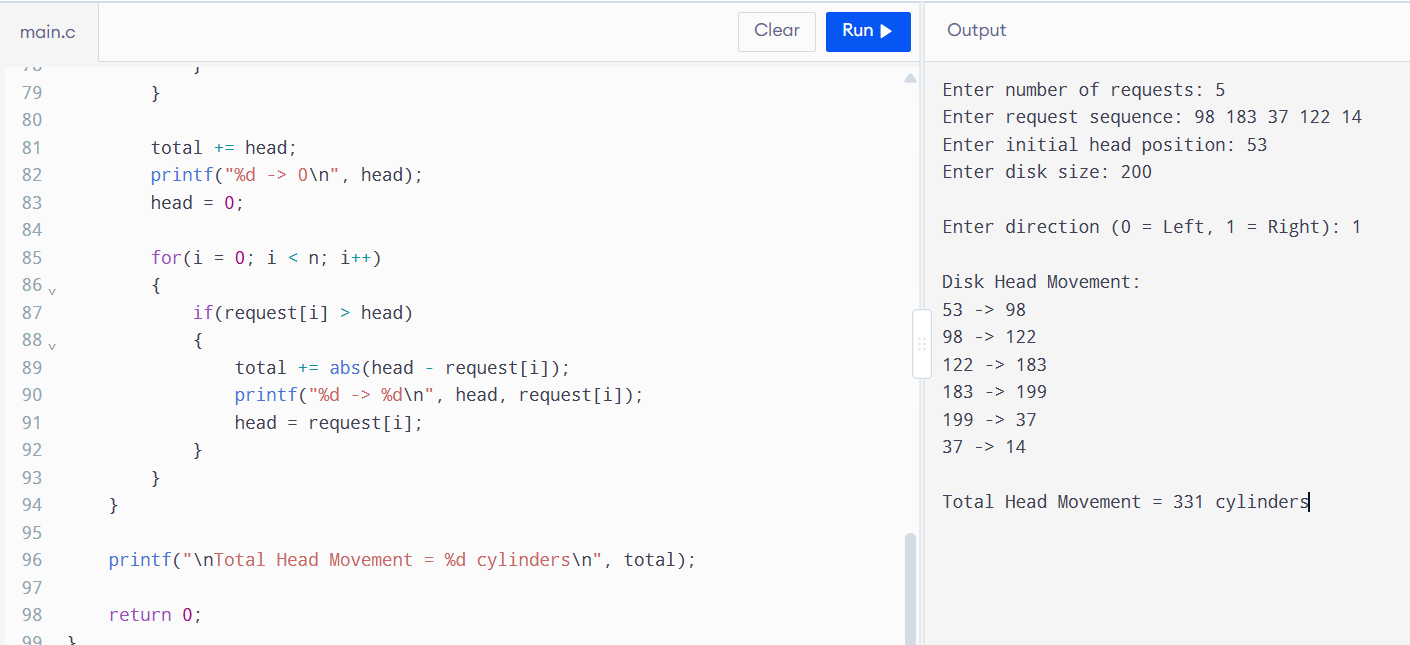 main.c
Clear
Run
Output
79 }
80
81 total += head;
82 printf("%d -> 0\n", head);
83 head = 0;
84
85 for(i = 0; i < n; i++)
86 {
87 if(request[i] > head)
88 {
89 total += abs(head - request[i]);
90 printf("%d -> %d\n", head, request[i]);
91 head = request[i];
92 }
93 }
94 }
95
96 printf("\nTotal Head Movement = %d cylinders\n", total);
97
98 return 0;
99 }
Enter number of requests: 5
Enter request sequence: 98 183 37 122 14
Enter initial head position: 53
Enter disk size: 200
Enter direction (0 = Left, 1 = Right): 1
Disk Head Movement:
53 -> 98
98 -> 122
122 -> 183
183 -> 199
199 -> 37
37 -> 14
Total Head Movement = 331 cylinders